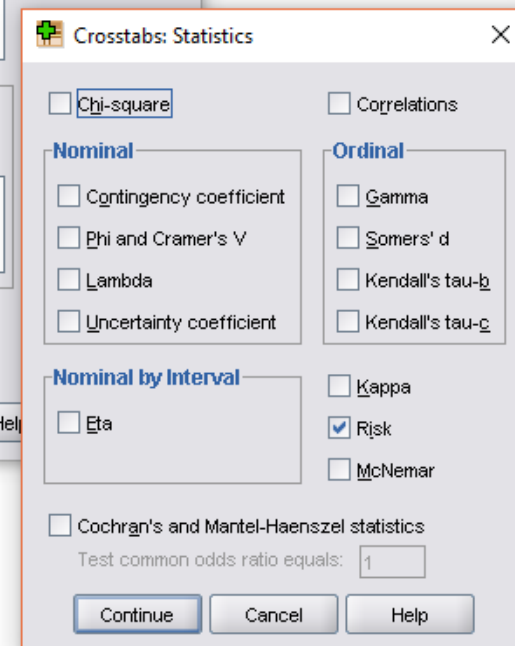 Crosstabs: Statistics
Chi-square
Correlations
Nominal
Contingency coefficient
Phi and Cramer's V
Lambda
Uncertainty coefficient
Ordinal
Gamma
Somers' d
Kendall's tau-b
Kendall's tau-c
Nominal by Interval
Eta
Kappa
Risk
McNemar
Cochran's and Mantel-Haenszel statistics
Test common odds ratio equals: 1
Continue Cancel Help